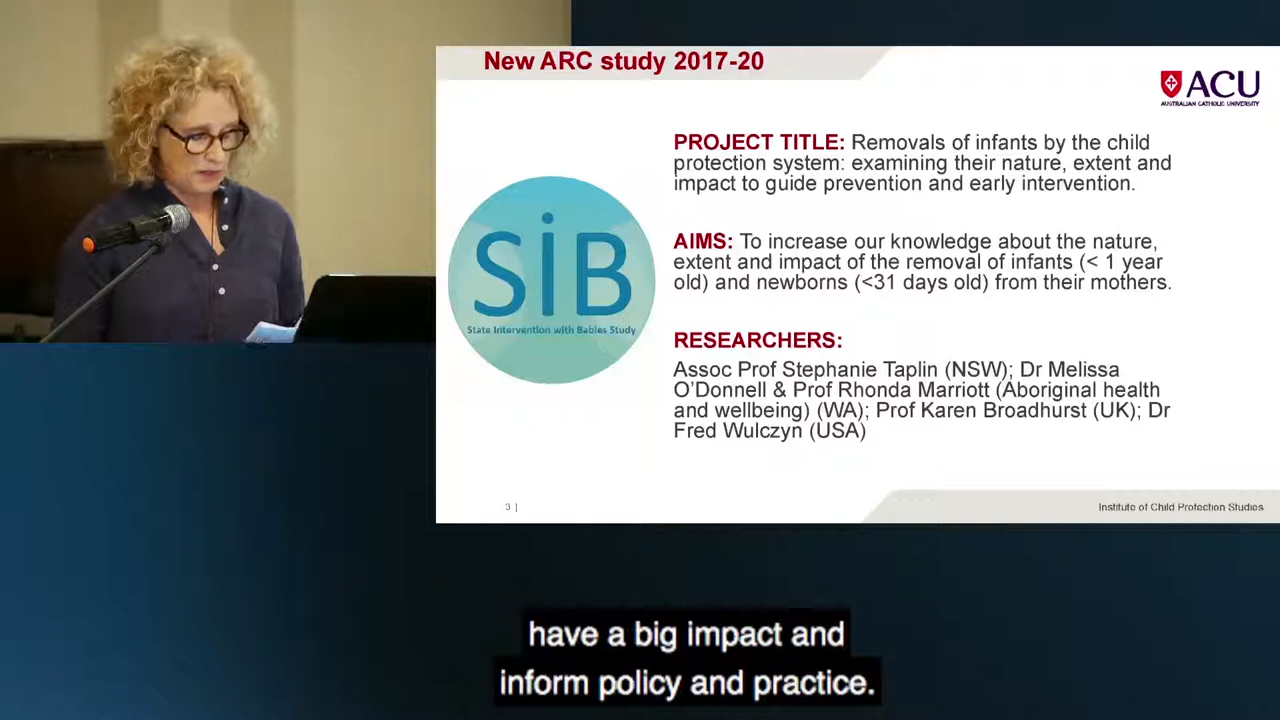 New ARC study 2017-20
ACU
AUSTRALIAN CATHOLIC UNIVERSITY
PROJECT TITLE: Removals of infants by the child
protection system: examining their nature, extent and
impact to guide prevention and early intervention.
SiB
State Intervention with Babies Study
AIMS: To increase our knowledge about the nature,
extent and impact of the removal of infants (< 1 year
old) and newborns (<31 days old) from their mothers.
RESEARCHERS:
Assoc Prof Stephanie Taplin (NSW); Dr Melissa
O'Donnell & Prof Rhonda Marriott (Aboriginal health
and wellbeing) (WA); Prof Karen Broadhurst (UK); Dr
Fred Wulczyn (USA)
3 |
Institute of Child Protection Studies
have a big impact and
inform policy and practice.